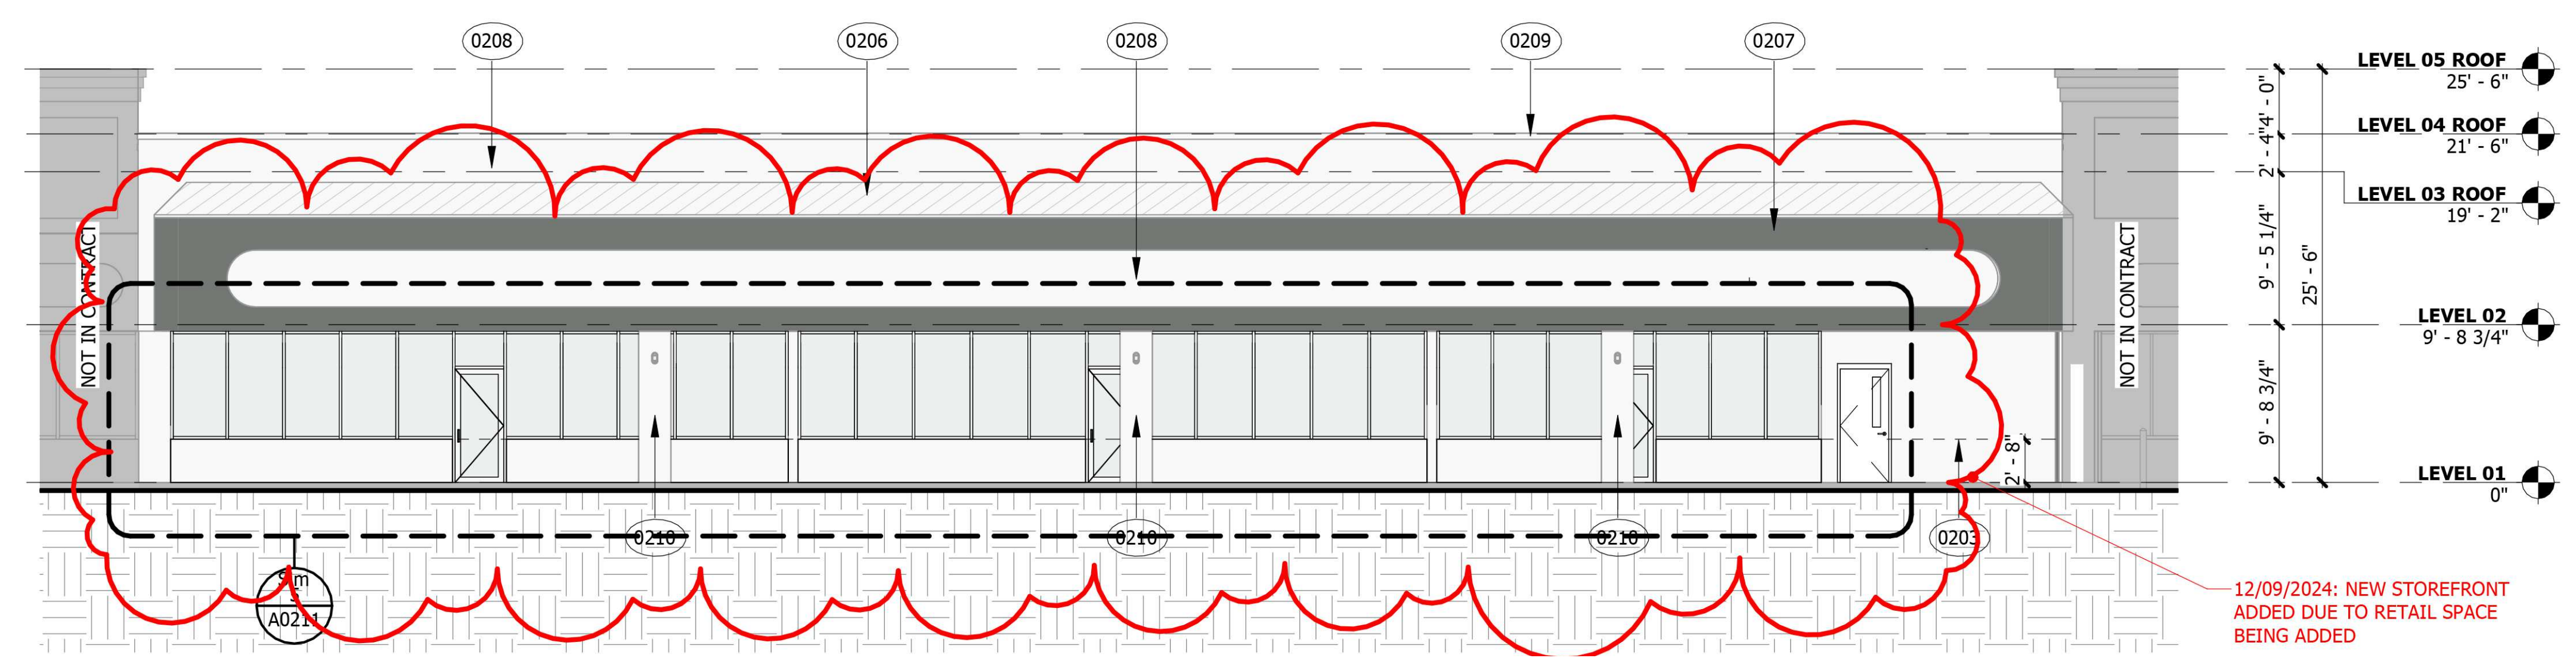 0208
0206
0208
0209
0207
LEVEL 05 ROOF
25' - 6"
LEVEL 04 ROOF
21' - 6"
LEVEL 03 ROOF
19' - 2"
LEVEL 02
9' - 8 3/4"
LEVEL 01
0"
4' - 0"
2' - 4"
9' - 5 1/4"
9' - 8 3/4"
25' - 6"
NOT IN CONTRACT
NOT IN CONTRACT
2' - 8"
0210
0210
0210
0203
Sim
A0211
12/09/2024: NEW STOREFRONT
ADDED DUE TO RETAIL SPACE
BEING ADDED